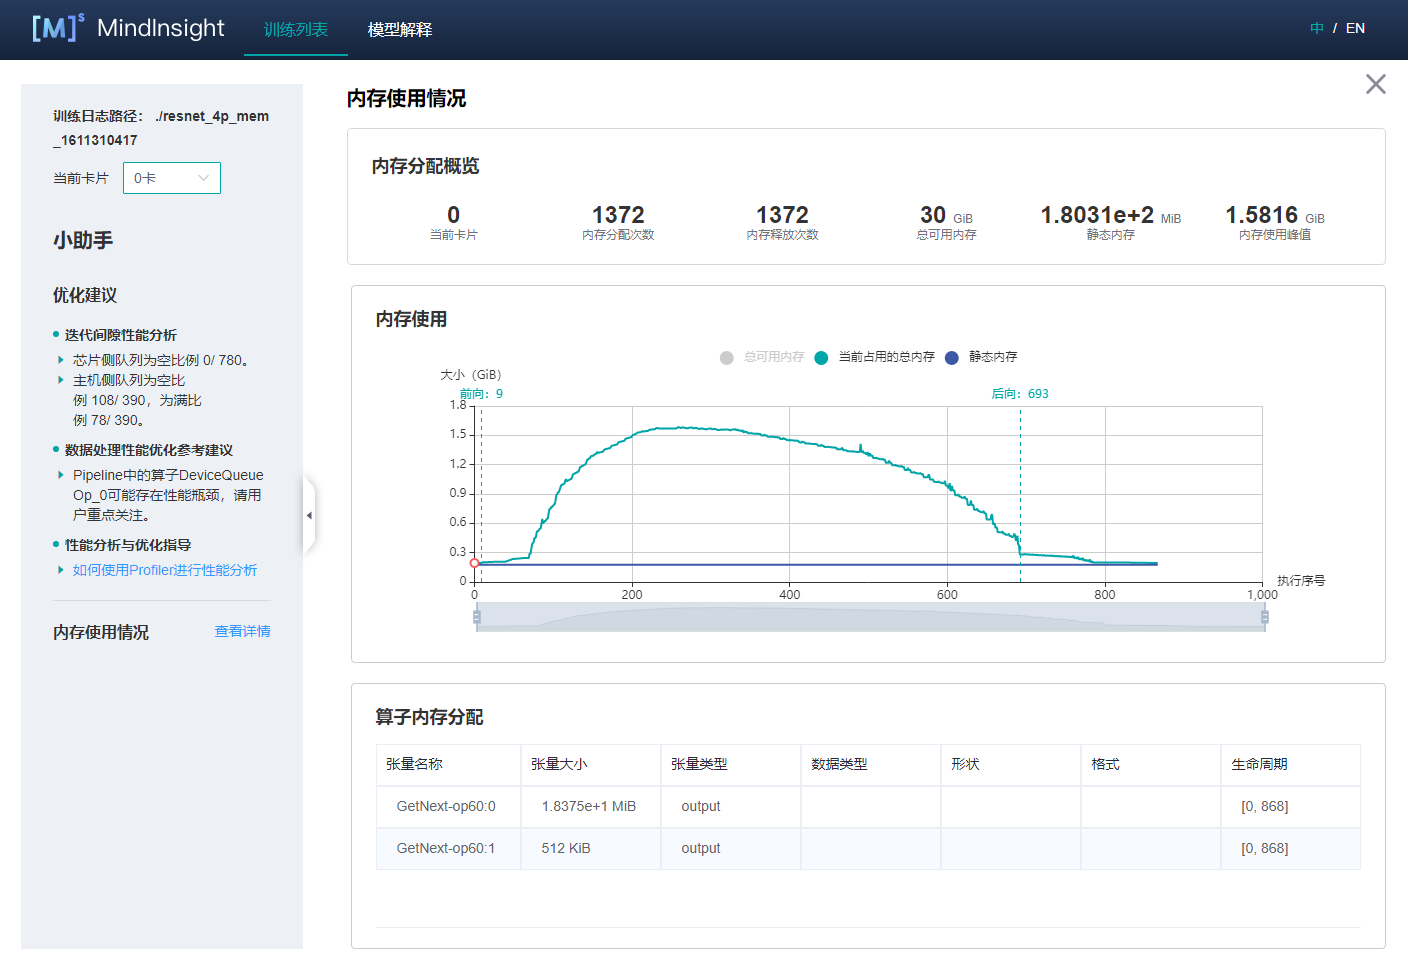 [M]s MindInsight 训练列表 模型解释 中 / EN
训练日志路径： ./resnet_4p_mem
_1611310417
当前卡片 0卡
小助手
优化建议
迭代间隙性能分析
芯片侧队列为空比例 0/ 780。
主机侧队列为空比
例 108/ 390，为满比
例 78/ 390。
数据处理性能优化参考建议
Pipeline中的算子DeviceQueue
Op_0可能存在性能瓶颈，请用
户重点关注。
性能分析与优化指导
如何使用Profiler进行性能分析
内存使用情况 查看详情
内存使用情况
内存分配概览
0 1372 1372 30 GiB 1.8031e+2 MiB 1.5816 GiB
当前卡片 内存分配次数 内存释放次数 总可用内存 静态内存 内存使用峰值
内存使用
总可用内存 当前占用的总内存 静态内存
大小（GiB）
前向：9 后向：693
1.8
1.5
1.2
0.9
0.6
0.3
0
执行序号
0 200 400 600 800 1,000
算子内存分配
张量名称 张量大小 张量类型 数据类型 形状 格式 生命周期
GetNext-op60:0 1.8375e+1 MiB output [0, 868]
GetNext-op60:1 512 KiB output [0, 868]